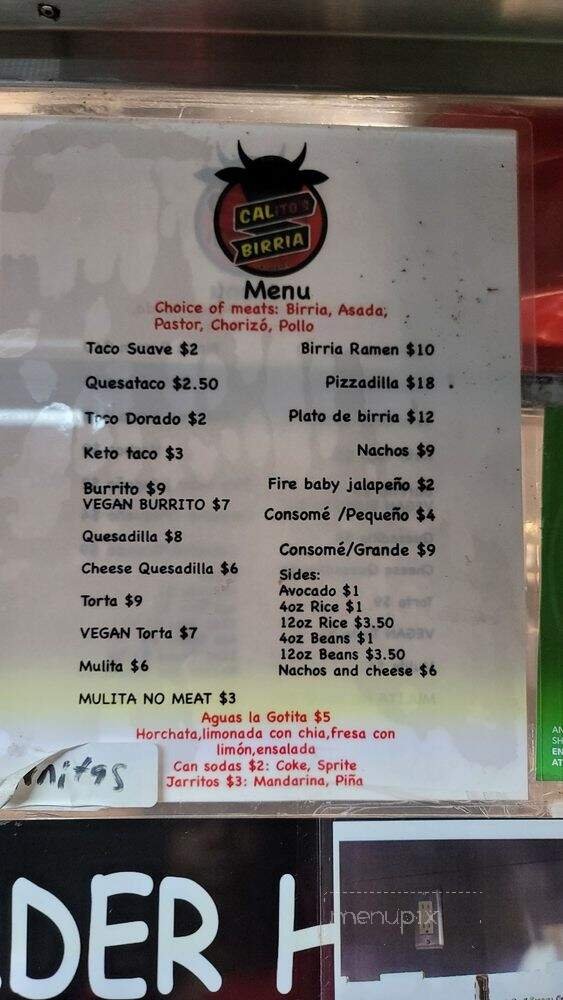 CALITO'S
BIRRIA
Menu
Choice of meats: Birria, Asada,
Pastor, Chorizó, Pollo
Taco Suave $2
Quesataco $2.50
Taco Dorado $2
Keto taco $3
Burrito $9
VEGAN BURRITO $7
Quesadilla $8
Cheese Quesadilla $6
Torta $9
VEGAN Torta $7
Mulita $6
MULITA NO MEAT $3
Birria Ramen $10
Pizzadilla $18
Plato de birria $12
Nachos $9
Fire baby jalapeño $2
Consomé /Pequeño $4
Consomé/Grande $9
Sides:
Avocado $1
4oz Rice $1
12oz Rice $3.50
4oz Beans $1
12oz Beans $3.50
Nachos and cheese $6
Aguas la Gotita $5
Horchata,limonada con chia,fresa con
limón,ensalada
Can sodas $2: Coke, Sprite
Jarritos $3: Mandarina, Piña
DER H
menupix